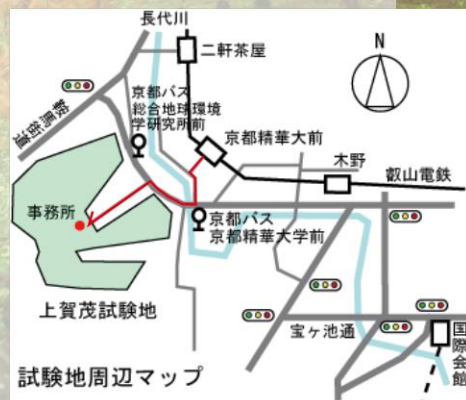 長代川
二軒茶屋
N
京都バス
総合地球環境
学研究所前
鞍馬街道
京都精華大前
木野
叡山電鉄
事務所
京都バス
京都精華大学前
上賀茂試験地
宝ヶ池通
国際会館
試験地周辺マップ